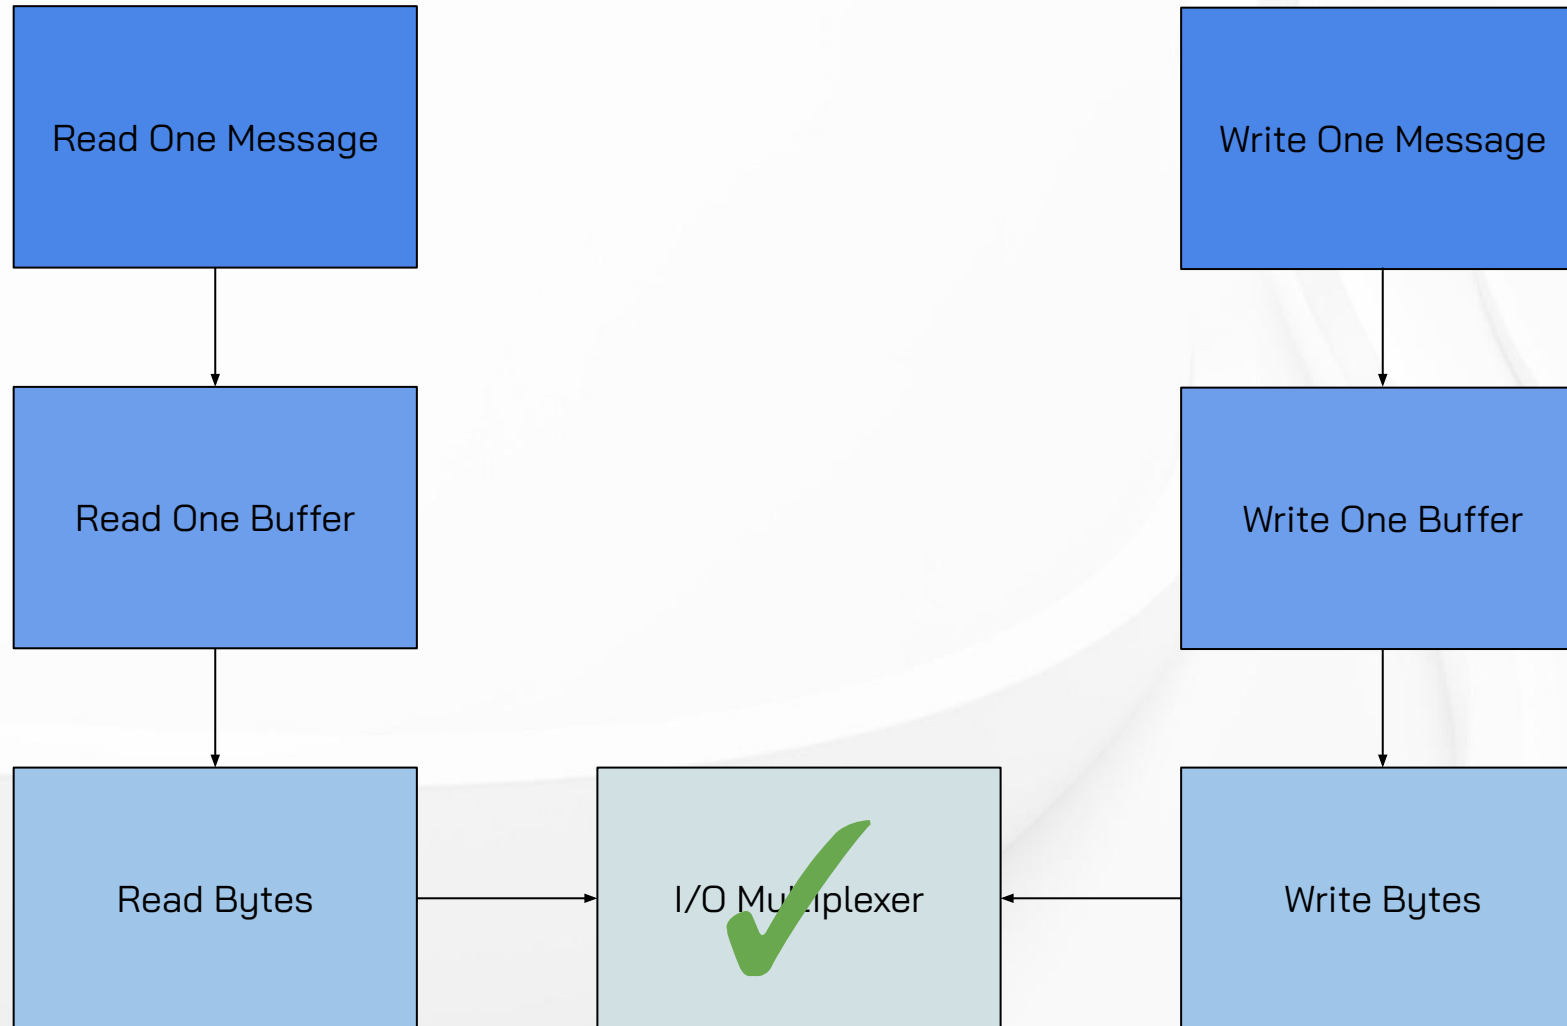 Read One Message
Write One Message
Read One Buffer
Write One Buffer
Read Bytes
I/O Multiplexer
Write Bytes